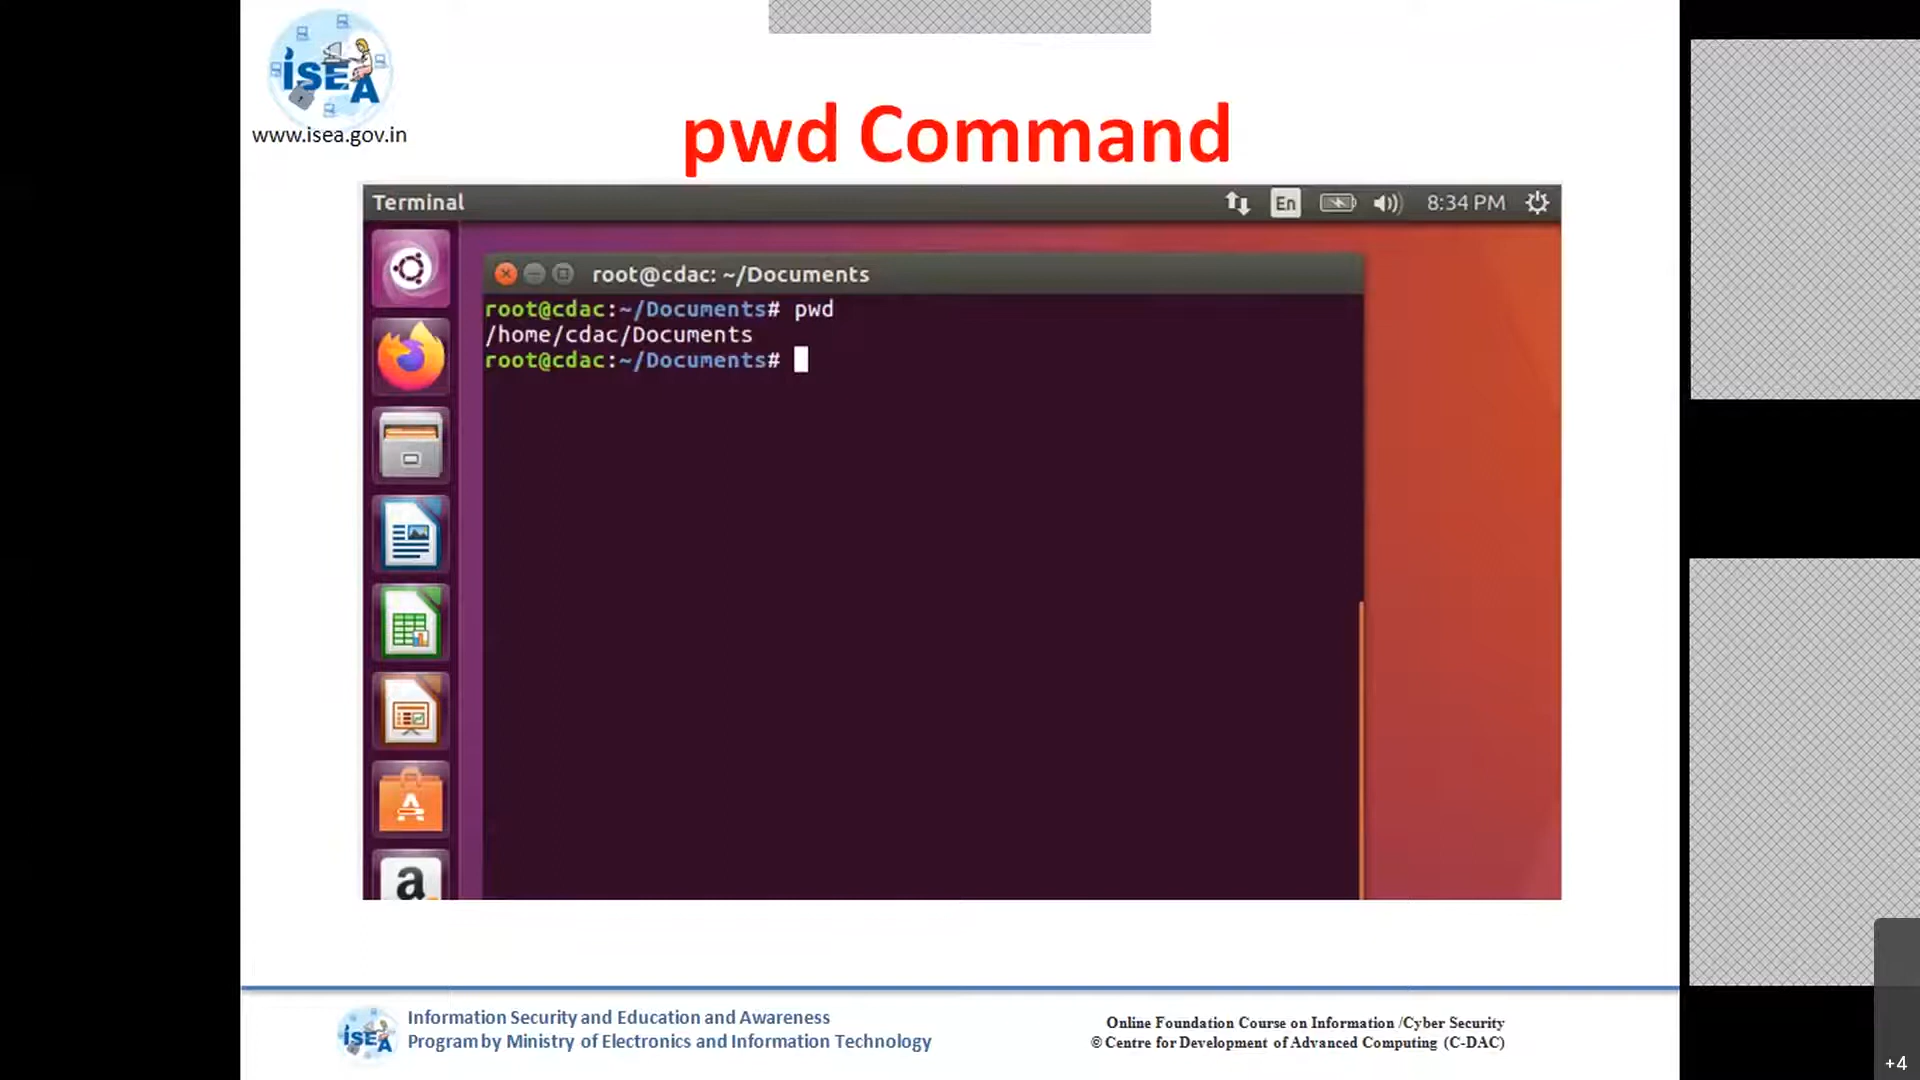 iSEA
www.isea.gov.in
pwd Command
Terminal
En
8:34 PM
root@cdac: ~/Documents
root@cdac:~/Documents# pwd
/home/cdac/Documents
root@cdac:~/Documents#
a
iSEA
Information Security and Education and Awareness
Program by Ministry of Electronics and Information Technology
Online Foundation Course on Information /Cyber Security
© Centre for Development of Advanced Computing (C-DAC)
+4